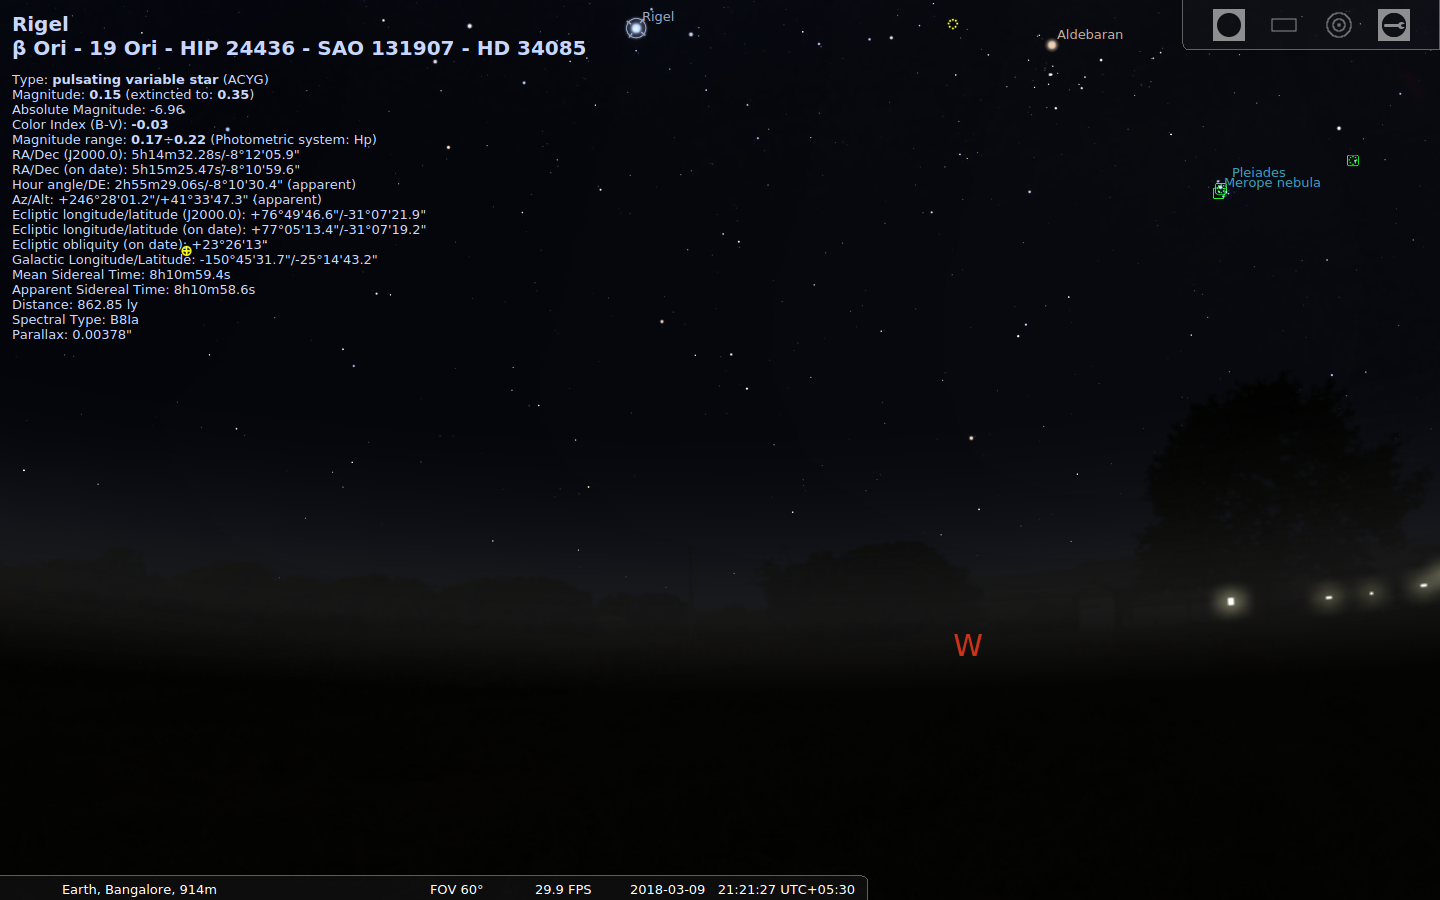 Rigel
β Ori - 19 Ori - HIP 24436 - SAO 131907 - HD 34085
Type: pulsating variable star (ACYG)
Magnitude: 0.15 (extincted to: 0.35)
Absolute Magnitude: -6.96
Color Index (B-V): -0.03
Magnitude range: 0.17÷0.22 (Photometric system: Hp)
RA/Dec (J2000.0): 5h14m32.28s/-8°12'05.9"
RA/Dec (on date): 5h15m25.47s/-8°10'59.6"
Hour angle/DE: 2h55m29.06s/-8°10'30.4" (apparent)
Az/Alt: +246°28'01.2"/+41°33'47.3" (apparent)
Ecliptic longitude/latitude (J2000.0): +76°49'46.6"/-31°07'21.9"
Ecliptic longitude/latitude (on date): +77°05'13.4"/-31°07'19.2"
Ecliptic obliquity (on date): +23°26'13"
Galactic Longitude/Latitude: -150°45'31.7"/-25°14'43.2"
Mean Sidereal Time: 8h10m59.4s
Apparent Sidereal Time: 8h10m58.6s
Distance: 862.85 ly
Spectral Type: B8Ia
Parallax: 0.00378"
Rigel
Aldebaran
Pleiades
Merope nebula
W
Earth, Bangalore, 914m FOV 60° 29.9 FPS 2018-03-09 21:21:27 UTC+05:30